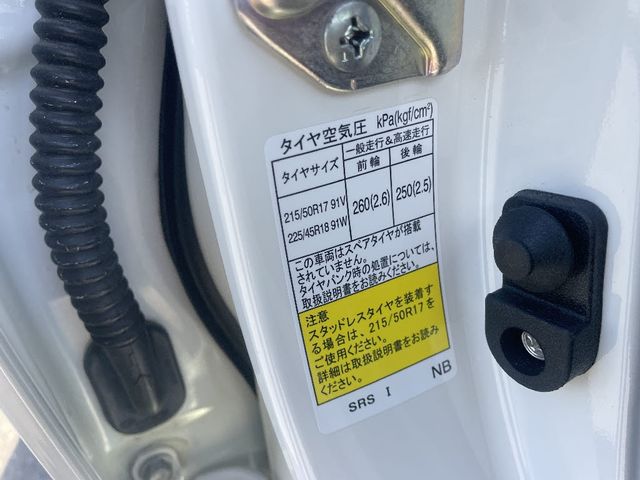 タイヤ空気圧 kPa(kgf/cm²)
タイヤサイズ 一般走行&高速走行
前輪 後輪
215/50R17 91V
225/45R18 91W
260(2.6) 250(2.5)
この車両はスペアタイヤが搭載
されていません。
タイヤパンク時の処置については、
取扱説明書をお読みください。
注意
スタッドレスタイヤを装着す
る場合は、215/50R17を
ご使用ください。
詳細は取扱説明書をお読み
ください。
SRS I NB